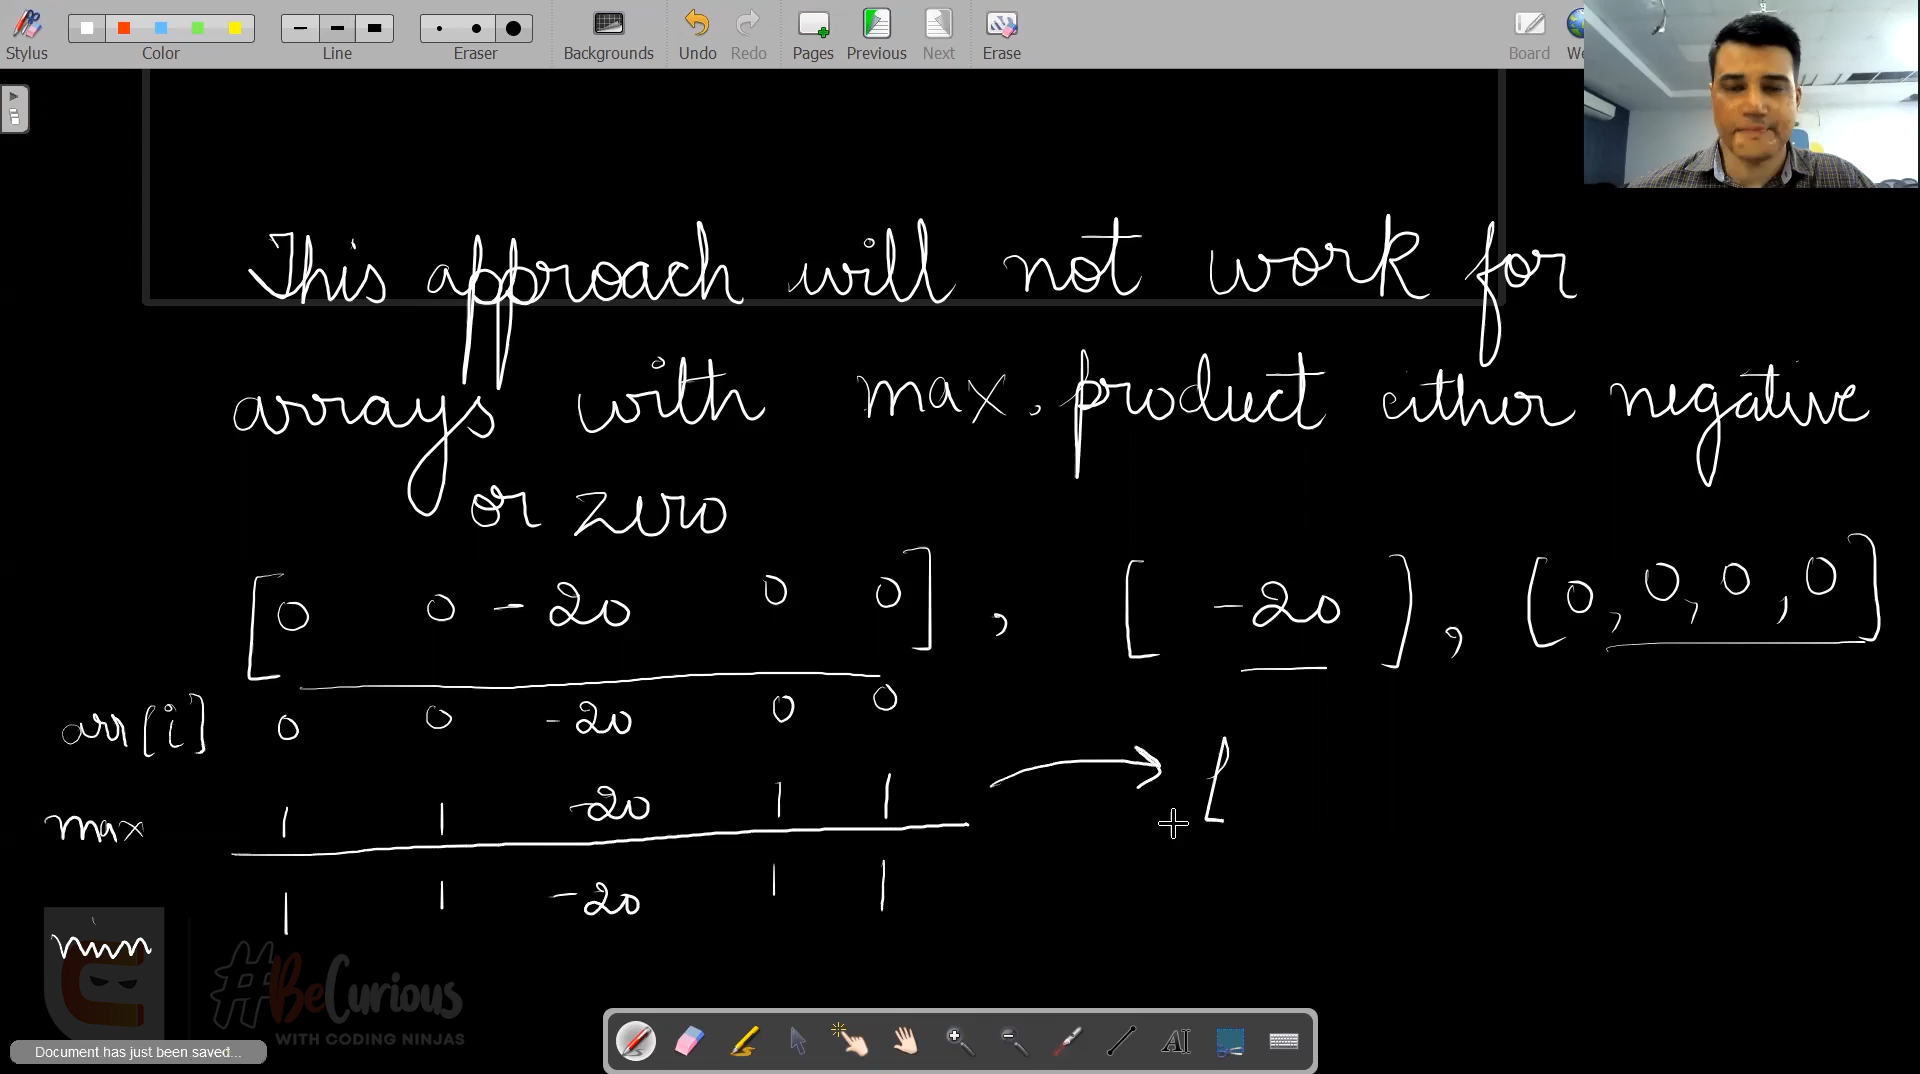 Stylus Color Line Eraser Backgrounds Undo Redo Pages Previous Next Erase Board We
This approach will not work for
arrays with max. product either negative
or zero
[0 0 -20 0 0], [-20], [0, 0, 0, 0]
arr[i] 0 0 -20 0 0
max 1 1 -20 1 1
min 1 1 -20 1 1
#BeCurious
WITH CODING NINJAS
Document has just been saved...
AI